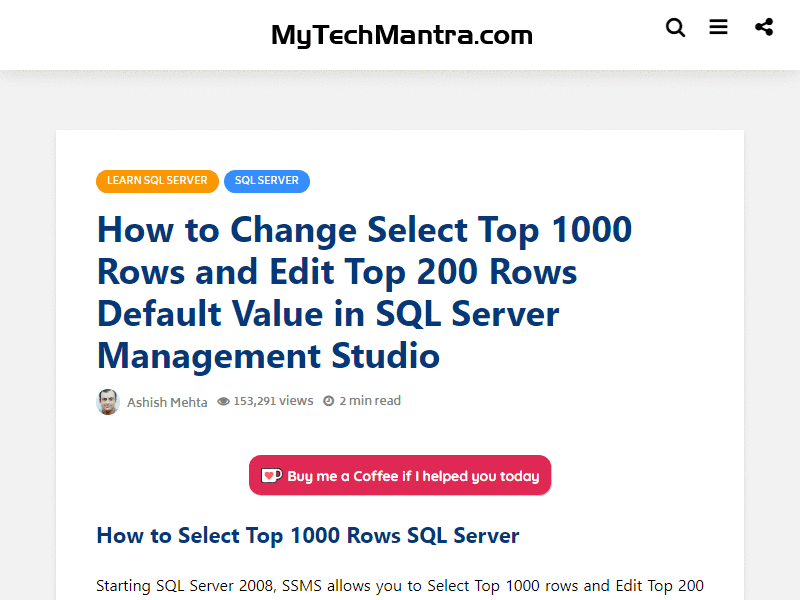 MyTechMantra.com
LEARN SQL SERVER SQL SERVER
How to Change Select Top 1000
Rows and Edit Top 200 Rows
Default Value in SQL Server
Management Studio
Ashish Mehta 153,291 views 2 min read
Buy me a Coffee if I helped you today
How to Select Top 1000 Rows SQL Server
Starting SQL Server 2008, SSMS allows you to Select Top 1000 rows and Edit Top 200